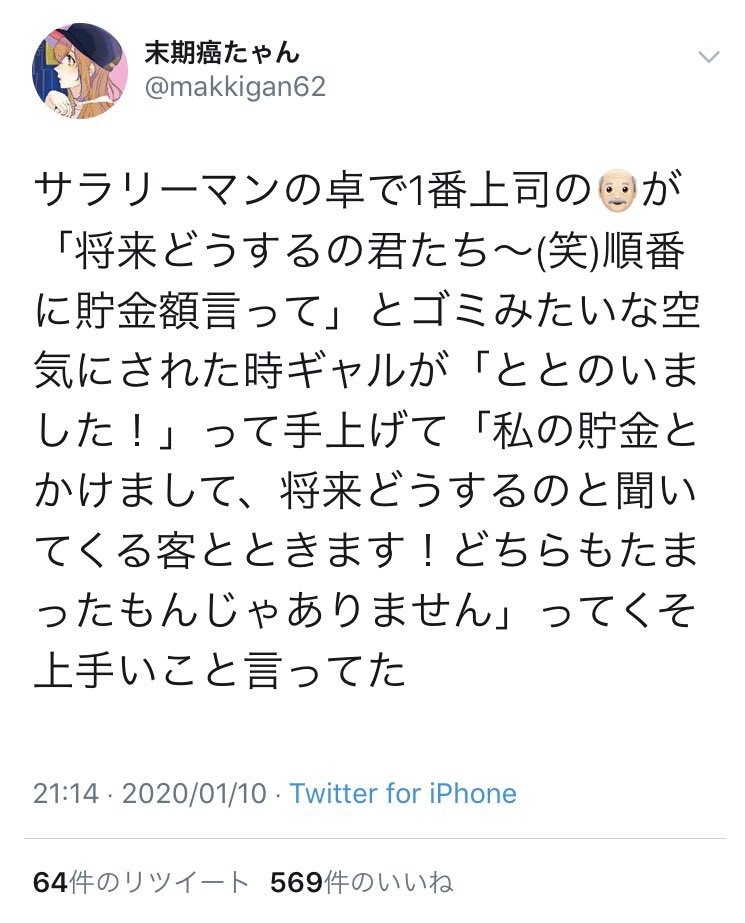 末期癌たゃん
@makkigan62
サラリーマンの卓で1番上司の👴🏻が
「将来どうするの君たち〜(笑)順番
に貯金額言って」とゴミみたいな空
気にされた時ギャルが「ととのいま
した！」って手上げて「私の貯金と
かけまして、将来どうするのと聞い
てくる客とときます！どちらもたま
ったもんじゃありません」ってくそ
上手いこと言ってた
21:14 · 2020/01/10 · Twitter for iPhone
64件のリツイート 569件のいいね